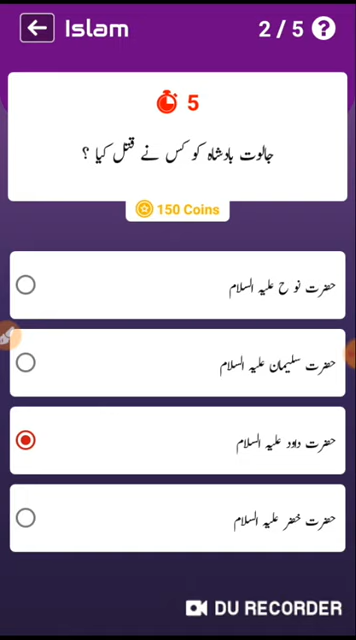 Islam
2 / 5 ?
5
جالوت بادشاہ کو کس نے قتل کیا ؟
150 Coins
حضرت نو ح علیہ السلام
حضرت سلیمان علیہ السلام
حضرت داود علیہ السلام
حضرت خضر علیہ السلام
DU RECORDER